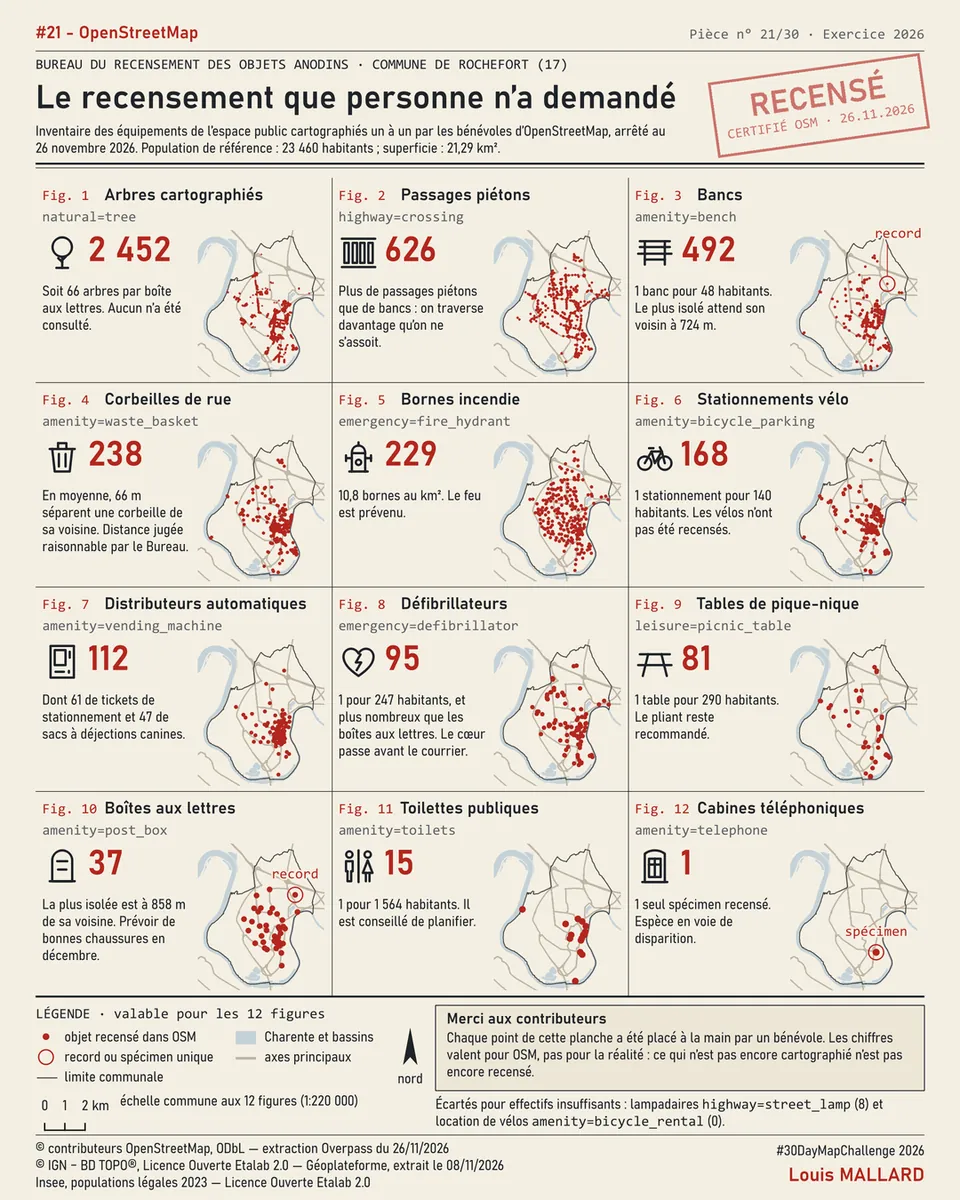 #21 - OpenStreetMap
Pièce n° 21/30 · Exercice 2026
BUREAU DU RECENSEMENT DES OBJETS ANODINS · COMMUNE DE ROCHEFORT (17)
Le recensement que personne n'a demandé
RECENSÉ
CERTIFIÉ OSM · 26.11.2026
Inventaire des équipements de l'espace public cartographiés un à un par les bénévoles d'OpenStreetMap, arrêté au
26 novembre 2026. Population de référence : 23 460 habitants ; superficie : 21,29 km².
Fig. 1 Arbres cartographiés
natural=tree
2 452
Soit 66 arbres par boîte
aux lettres. Aucun n'a été
consulté.
Fig. 2 Passages piétons
highway=crossing
626
Plus de passages piétons
que de bancs : on traverse
davantage qu'on ne
s'assoit.
Fig. 3 Bancs
amenity=bench
492
record
1 banc pour 48 habitants.
Le plus isolé attend son
voisin à 724 m.
Fig. 4 Corbeilles de rue
amenity=waste_basket
238
En moyenne, 66 m
séparent une corbeille de
sa voisine. Distance jugée
raisonnable par le Bureau.
Fig. 5 Bornes incendie
emergency=fire_hydrant
229
10,8 bornes au km². Le feu
est prévenu.
Fig. 6 Stationnements vélo
amenity=bicycle_parking
168
1 stationnement pour 140
habitants. Les vélos n'ont
pas été recensés.
Fig. 7 Distributeurs automatiques
amenity=vending_machine
112
Dont 61 de tickets de
stationnement et 47 de
sacs à déjections canines.
Fig. 8 Défibrillateurs
emergency=defibrillator
95
1 pour 247 habitants, et
plus nombreux que les
boîtes aux lettres. Le cœur
passe avant le courrier.
Fig. 9 Tables de pique-nique
leisure=picnic_table
81
1 table pour 290 habitants.
Le pliant reste
recommandé.
Fig. 10 Boîtes aux lettres
amenity=post_box
37
record
La plus isolée est à 858 m
de sa voisine. Prévoir de
bonnes chaussures en
décembre.
Fig. 11 Toilettes publiques
amenity=toilets
15
1 pour 1 564 habitants. Il
est conseillé de planifier.
Fig. 12 Cabines téléphoniques
amenity=telephone
1
1 seul spécimen recensé.
Espèce en voie de
disparition.
spécimen
LÉGENDE · valable pour les 12 figures
objet recensé dans OSM
Charente et bassins
record ou spécimen unique
axes principaux
limite communale
nord
0 1 2 km échelle commune aux 12 figures (1:220 000)
Merci aux contributeurs
Chaque point de cette planche a été placé à la main par un bénévole. Les chiffres
valent pour OSM, pas pour la réalité : ce qui n'est pas encore cartographié n'est pas
encore recensé.
Écartés pour effectifs insuffisants : lampadaires highway=street_lamp (8) et
location de vélos amenity=bicycle_rental (0).
© contributeurs OpenStreetMap, ODbL — extraction Overpass du 26/11/2026
© IGN – BD TOPO®, Licence Ouverte Etalab 2.0 — Géoplateforme, extrait le 08/11/2026
Insee, populations légales 2023 — Licence Ouverte Etalab 2.0
#30DayMapChallenge 2026
Louis MALLARD